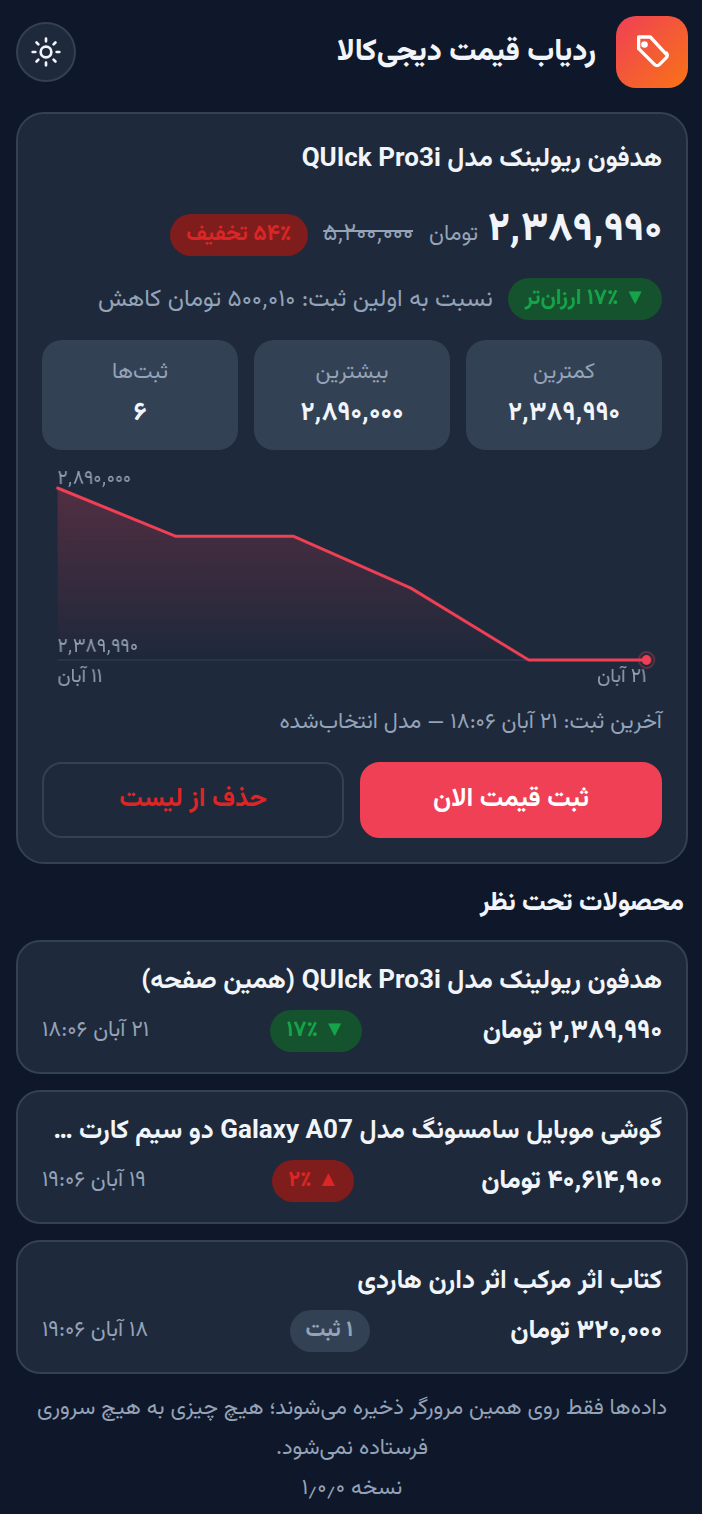 ردیاب قیمت دیجی‌کالا
هدفون ریولینک مدل QUIck Pro3i
۲,۳۸۹,۹۹۰ تومان ۵,۲۰۰,۰۰۰ ۵۴٪ تخفیف
▼ ۱۷٪ ارزان‌تر نسبت به اولین ثبت: ۵۰۰,۰۱۰ تومان کاهش
کمترین بیشترین ثبت‌ها
۲,۳۸۹,۹۹۰ ۲,۸۹۰,۰۰۰ ۶
۲,۸۹۰,۰۰۰
۲,۳۸۹,۹۹۰
۱۱ آبان ۲۱ آبان
آخرین ثبت: ۲۱ آبان ۱۸:۰۶ — مدل انتخاب‌شده
ثبت قیمت الان حذف از لیست
محصولات تحت نظر
هدفون ریولینک مدل QUIck Pro3i (همین صفحه)
۲,۳۸۹,۹۹۰ تومان ▼ ۱۷٪ ۲۱ آبان ۱۸:۰۶
گوشی موبایل سامسونگ مدل Galaxy A07 دو سیم کارت ...
۴۰,۶۱۴,۹۰۰ تومان ▲ ۲٪ ۱۹ آبان ۱۹:۰۶
کتاب اثر مرکب اثر دارن هاردی
۳۲۰,۰۰۰ تومان ۱ ثبت ۱۸ آبان ۱۹:۰۶
داده‌ها فقط روی همین مرورگر ذخیره می‌شوند؛ هیچ چیزی به هیچ سروری
فرستاده نمی‌شود.
نسخه ۱٫۰٫۰